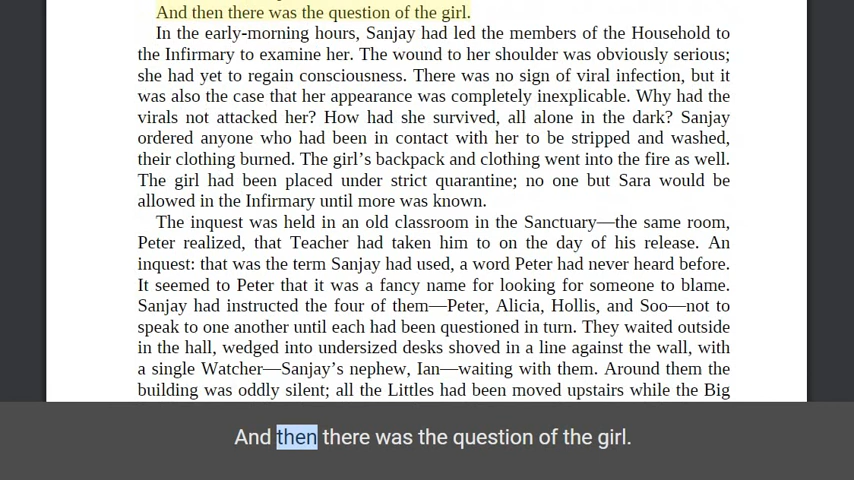 And then there was the question of the girl.
In the early-morning hours, Sanjay had led the members of the Household to
the Infirmary to examine her. The wound to her shoulder was obviously serious;
she had yet to regain consciousness. There was no sign of viral infection, but it
was also the case that her appearance was completely inexplicable. Why had the
virals not attacked her? How had she survived, all alone in the dark? Sanjay
ordered anyone who had been in contact with her to be stripped and washed,
their clothing burned. The girl’s backpack and clothing went into the fire as well.
The girl had been placed under strict quarantine; no one but Sara would be
allowed in the Infirmary until more was known.
The inquest was held in an old classroom in the Sanctuary—the same room,
Peter realized, that Teacher had taken him to on the day of his release. An
inquest: that was the term Sanjay had used, a word Peter had never heard before.
It seemed to Peter that it was a fancy name for looking for someone to blame.
Sanjay had instructed the four of them—Peter, Alicia, Hollis, and Soo—not to
speak to one another until each had been questioned in turn. They waited outside
in the hall, wedged into undersized desks shoved in a line against the wall, with
a single Watcher—Sanjay’s nephew, Ian—waiting with them. Around them the
building was oddly silent; all the Littles had been moved upstairs while the Big
And then there was the question of the girl.